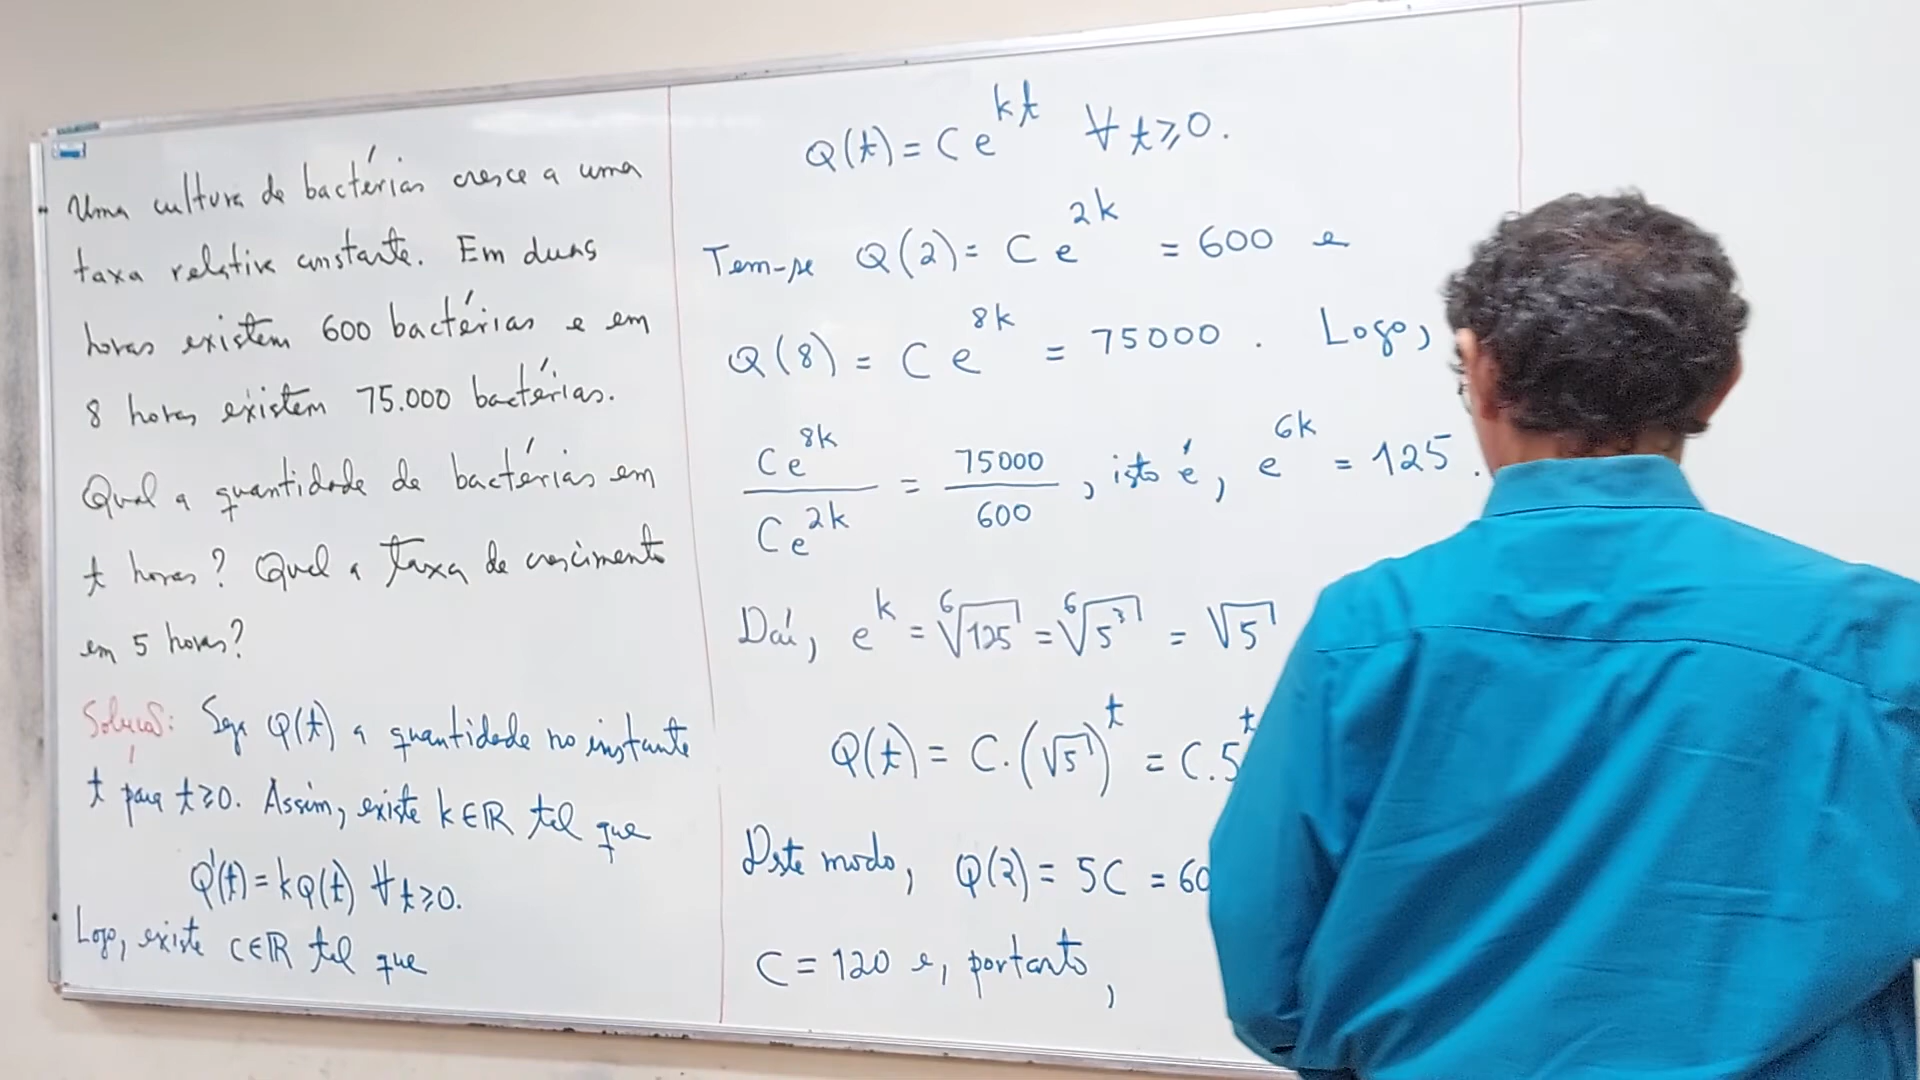 Uma cultura de bactérias cresce a uma
taxa relativa constante. Em duas
horas existem 600 bactérias e em
8 horas existem 75.000 bactérias.
Qual a quantidade de bactérias em
t horas? Qual a taxa de crescimento
em 5 horas?
Solução: Seja Q(t) a quantidade no instante
t para t≥0. Assim, existe k∈ℝ tal que
Q'(t) = kQ(t) ∀ t≥0.
Logo, existe C∈ℝ tal que
Q(t) = C e^{kt} ∀ t≥0.
Tem-se Q(2) = C e^{2k} = 600 e
Q(8) = C e^{8k} = 75000 . Logo,
Ce^{8k}/Ce^{2k} = 75000/600 , isto é, e^{6k} = 125 .
Daí, e^k = ⁶√125 = ⁶√5³ = √5
Q(t) = C.(√5)^t = C.5^t
Deste modo, Q(2) = 5C = 60
C = 120 e, portanto,